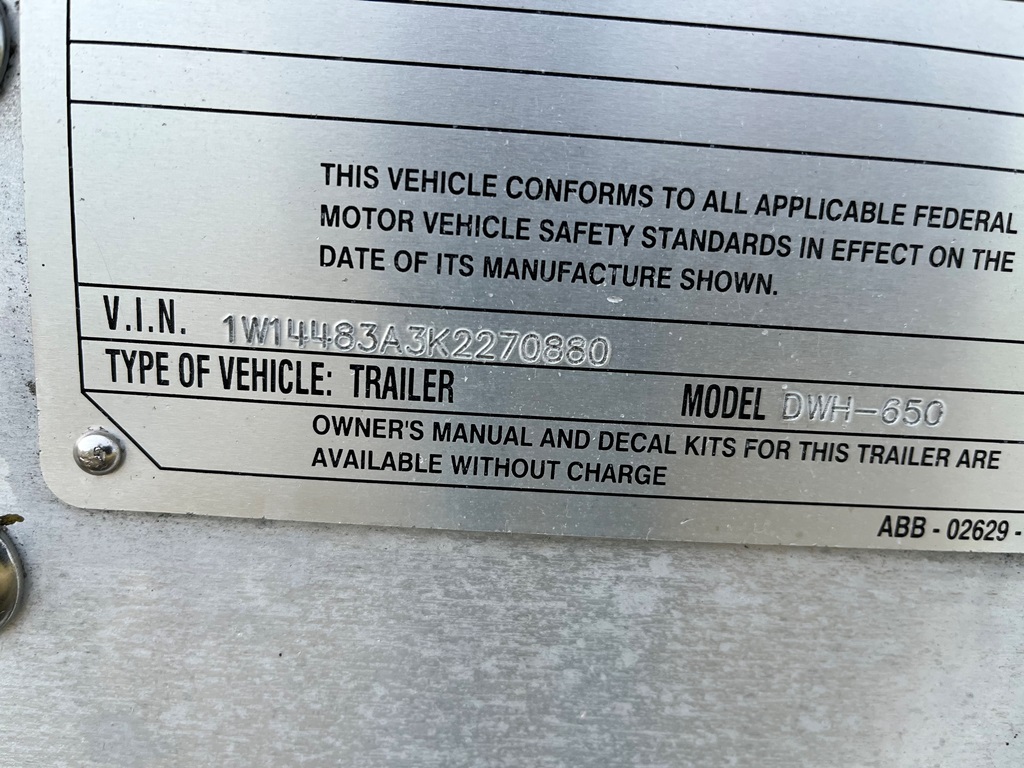 THIS VEHICLE CONFORMS TO ALL APPLICABLE FEDERAL
MOTOR VEHICLE SAFETY STANDARDS IN EFFECT ON THE
DATE OF ITS MANUFACTURE SHOWN.
V.I.N. 1W14483A3K2270880
TYPE OF VEHICLE: TRAILER MODEL DWH-650
OWNER'S MANUAL AND DECAL KITS FOR THIS TRAILER ARE
AVAILABLE WITHOUT CHARGE
ABB - 02629 -